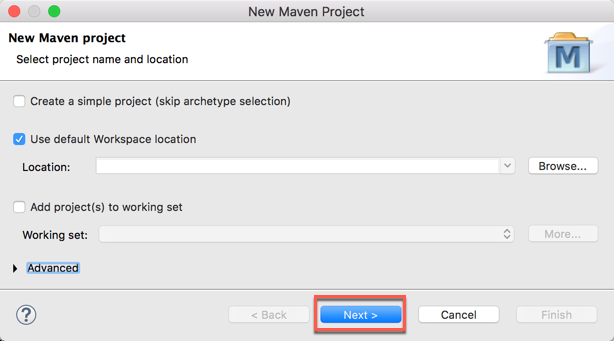 New Maven Project
New Maven project
Select project name and location
M
Create a simple project (skip archetype selection)
Use default Workspace location
Location:
Browse...
Add project(s) to working set
Working set:
More...
Advanced
?
< Back
Next >
Cancel
Finish